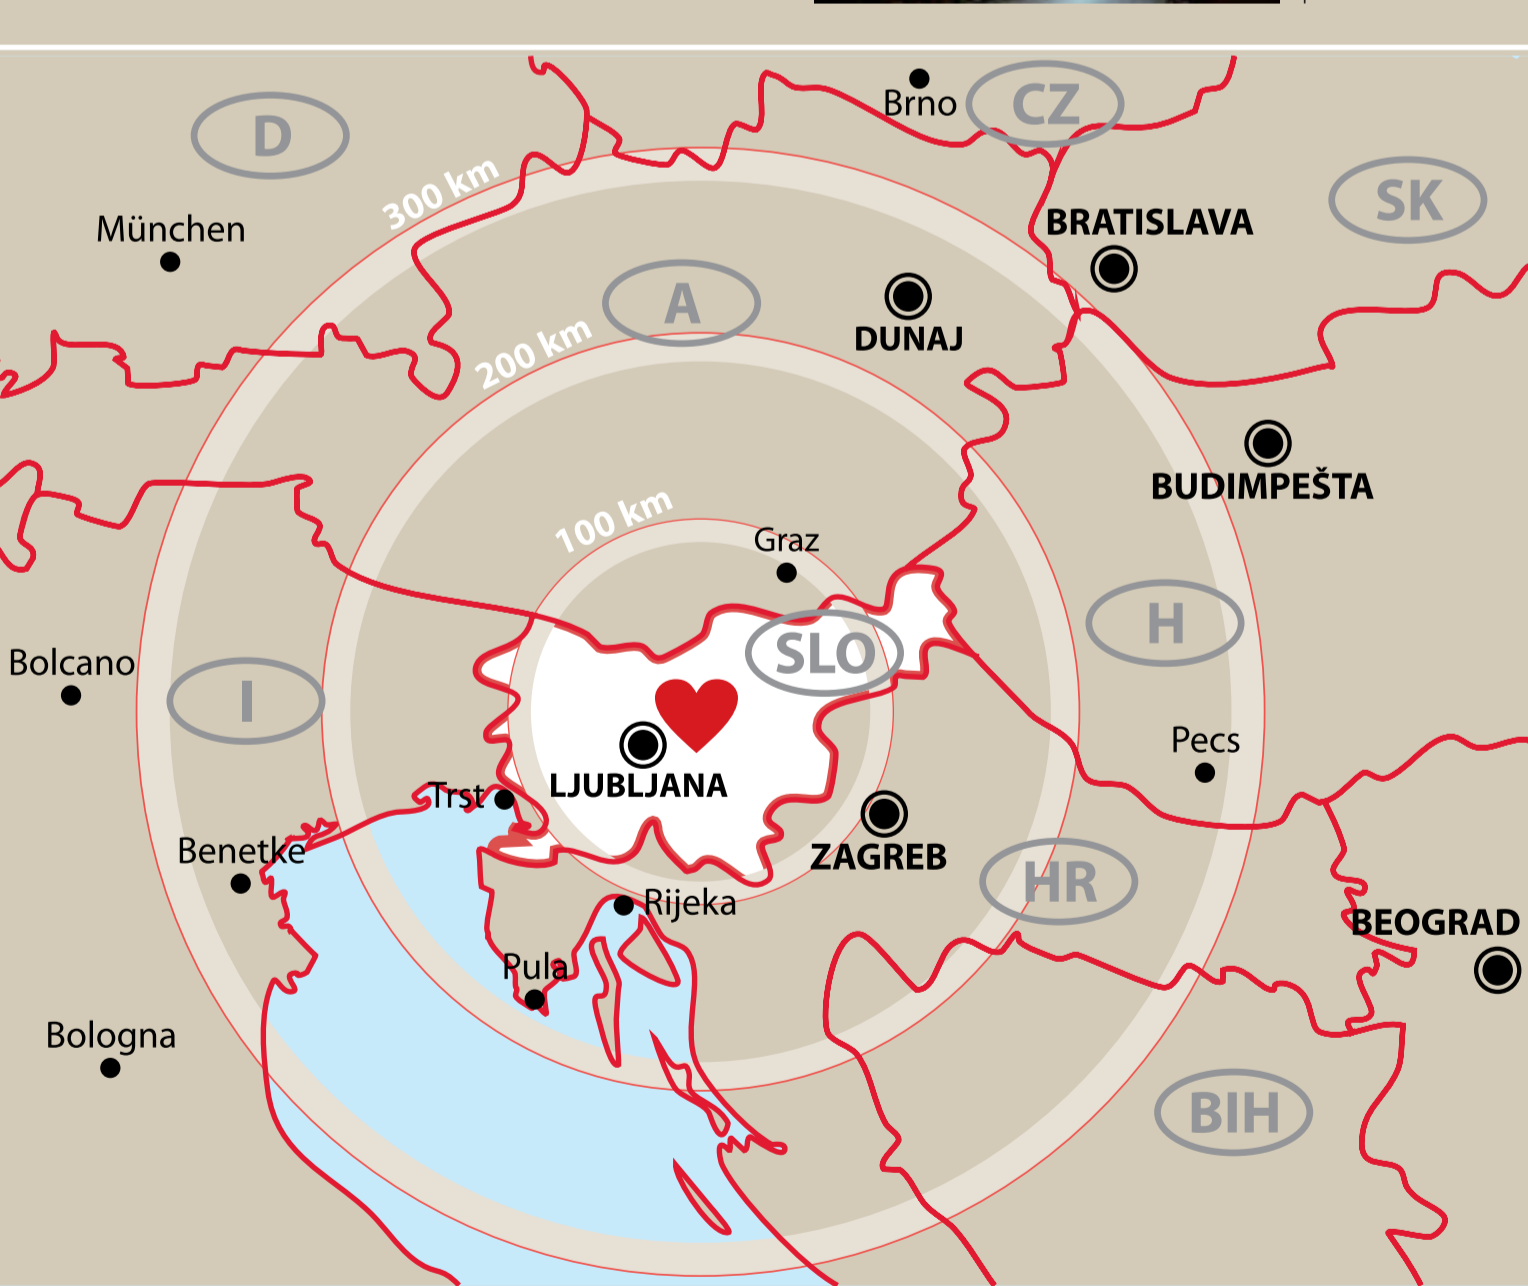 Brno
CZ
D
300 km
SK
BRATISLAVA
München
A
DUNAJ
200 km
BUDIMPEŠTA
100 km
Graz
H
SLO
Bolcano
I
Pecs
LJUBLJANA
Trst
Benetke
ZAGREB
HR
Rijeka
BEOGRAD
Pula
Bologna
BIH